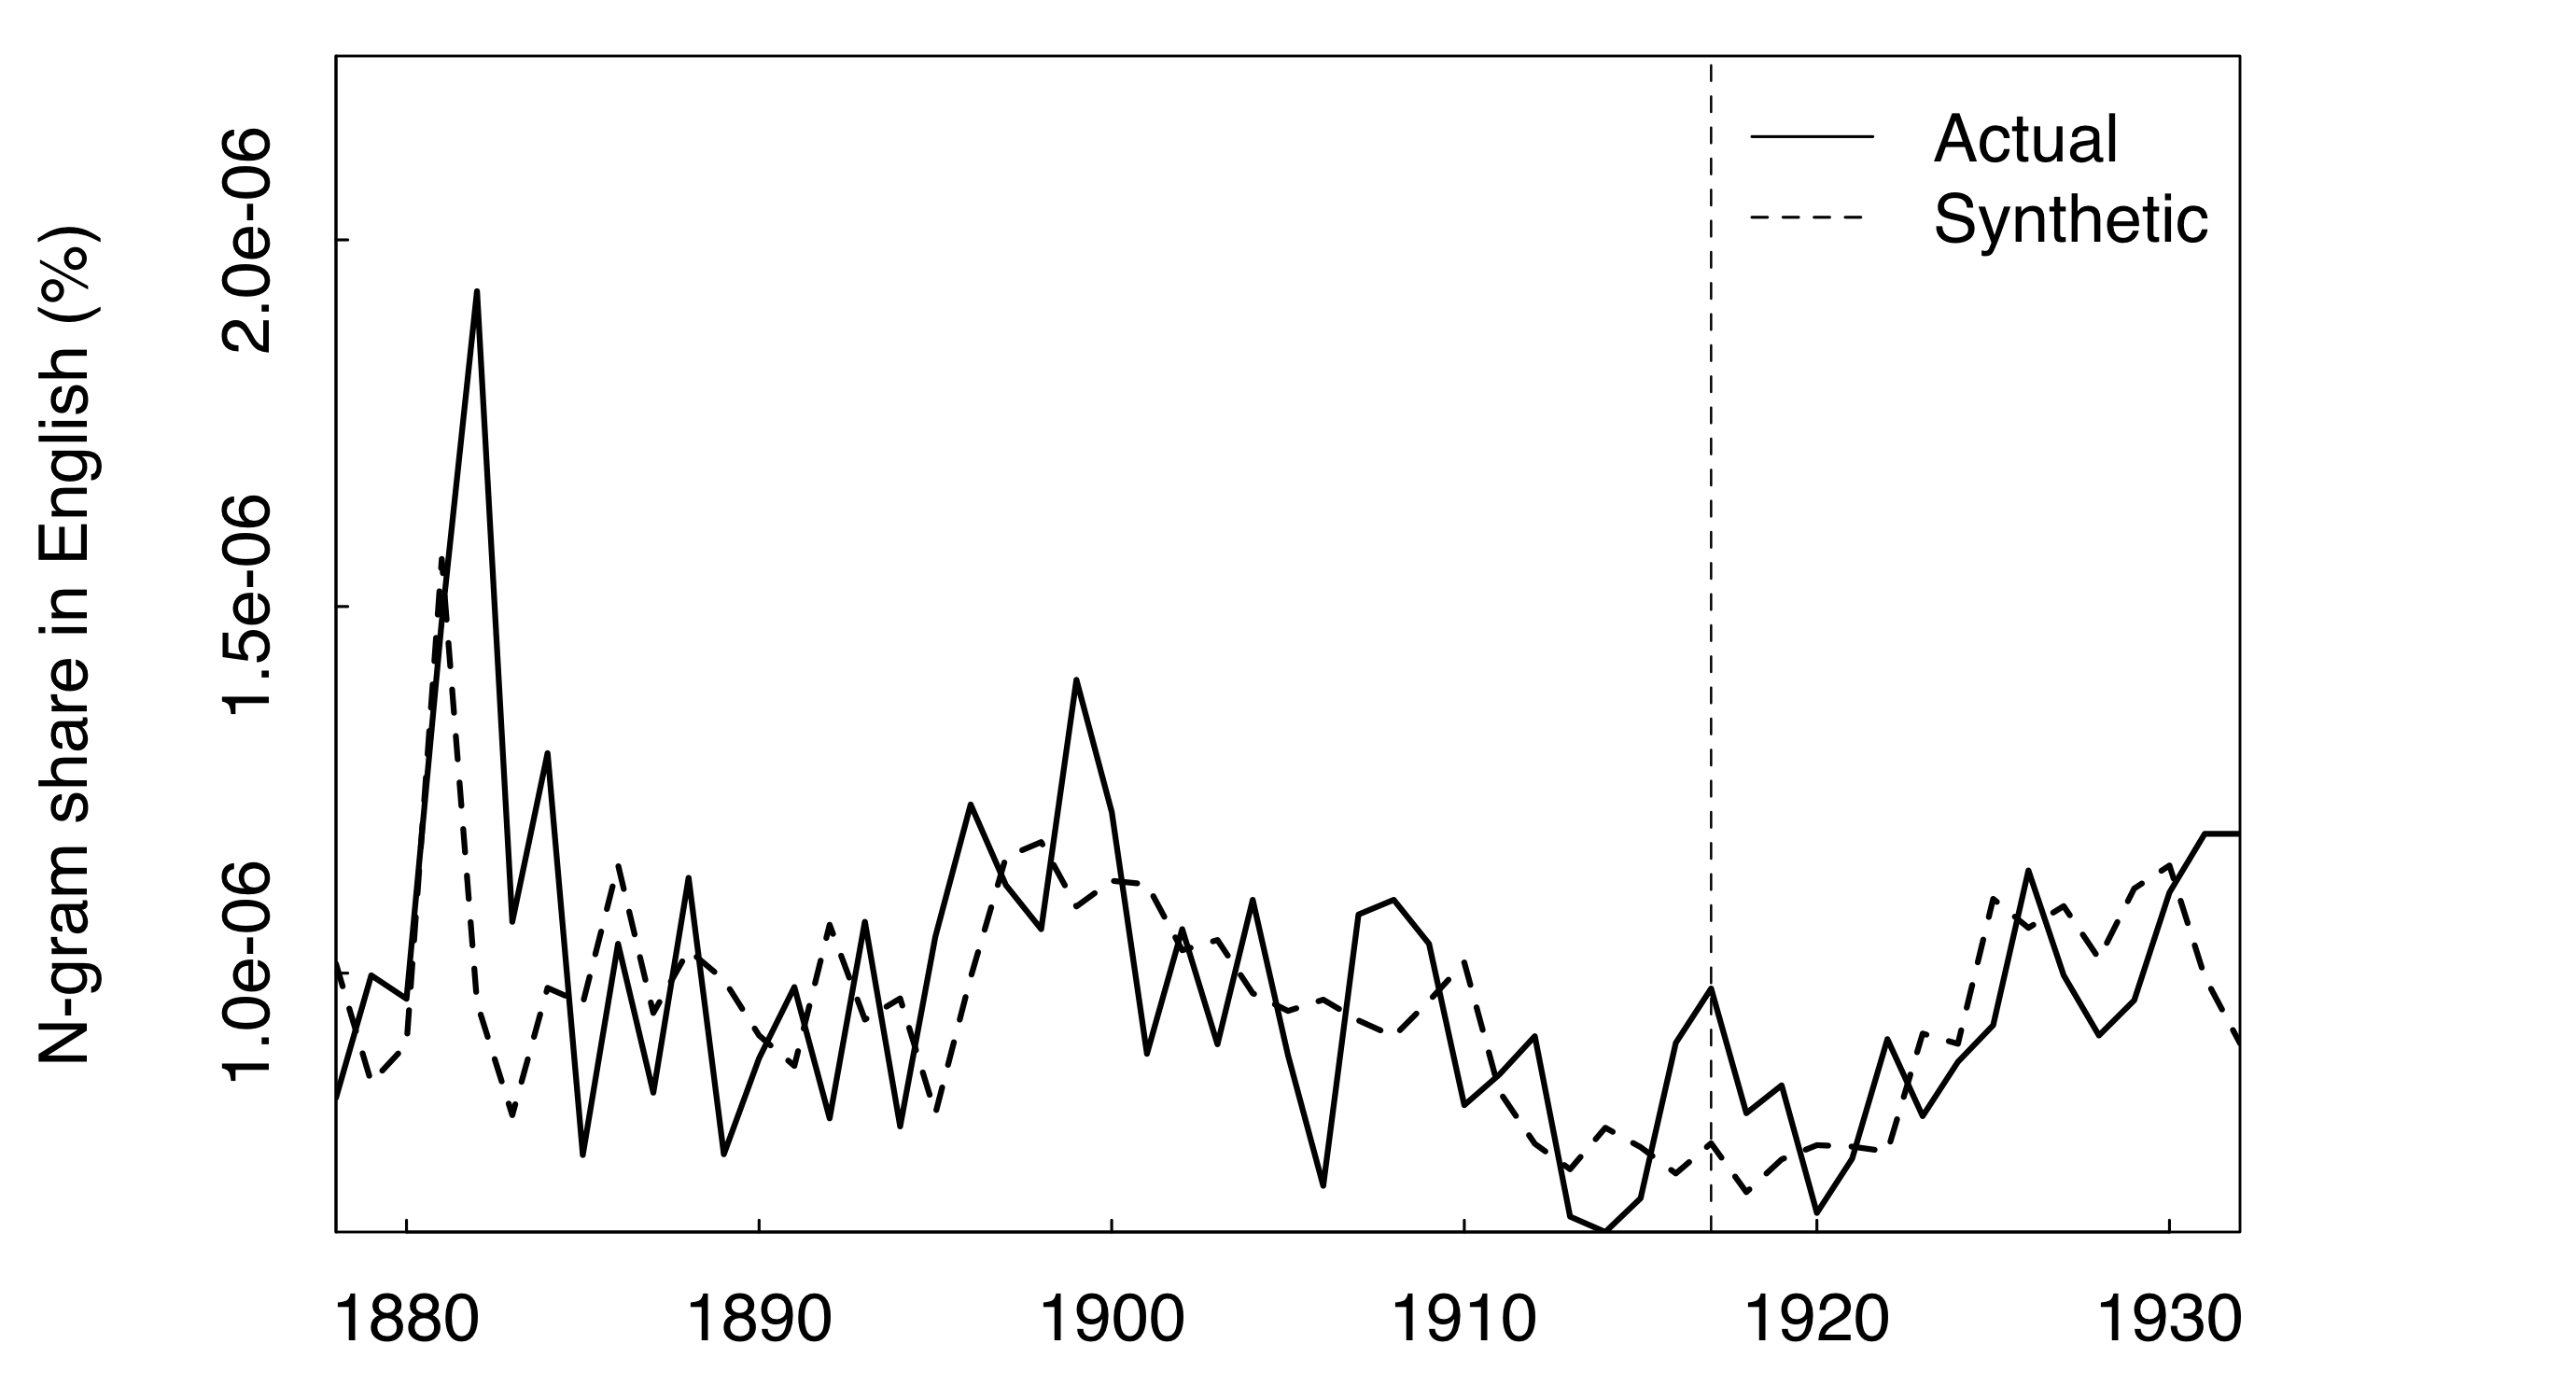 N-gram share in English (%)
2.0e-06
1.5e-06
1.0e-06
Actual
Synthetic
1880 1890 1900 1910 1920 1930